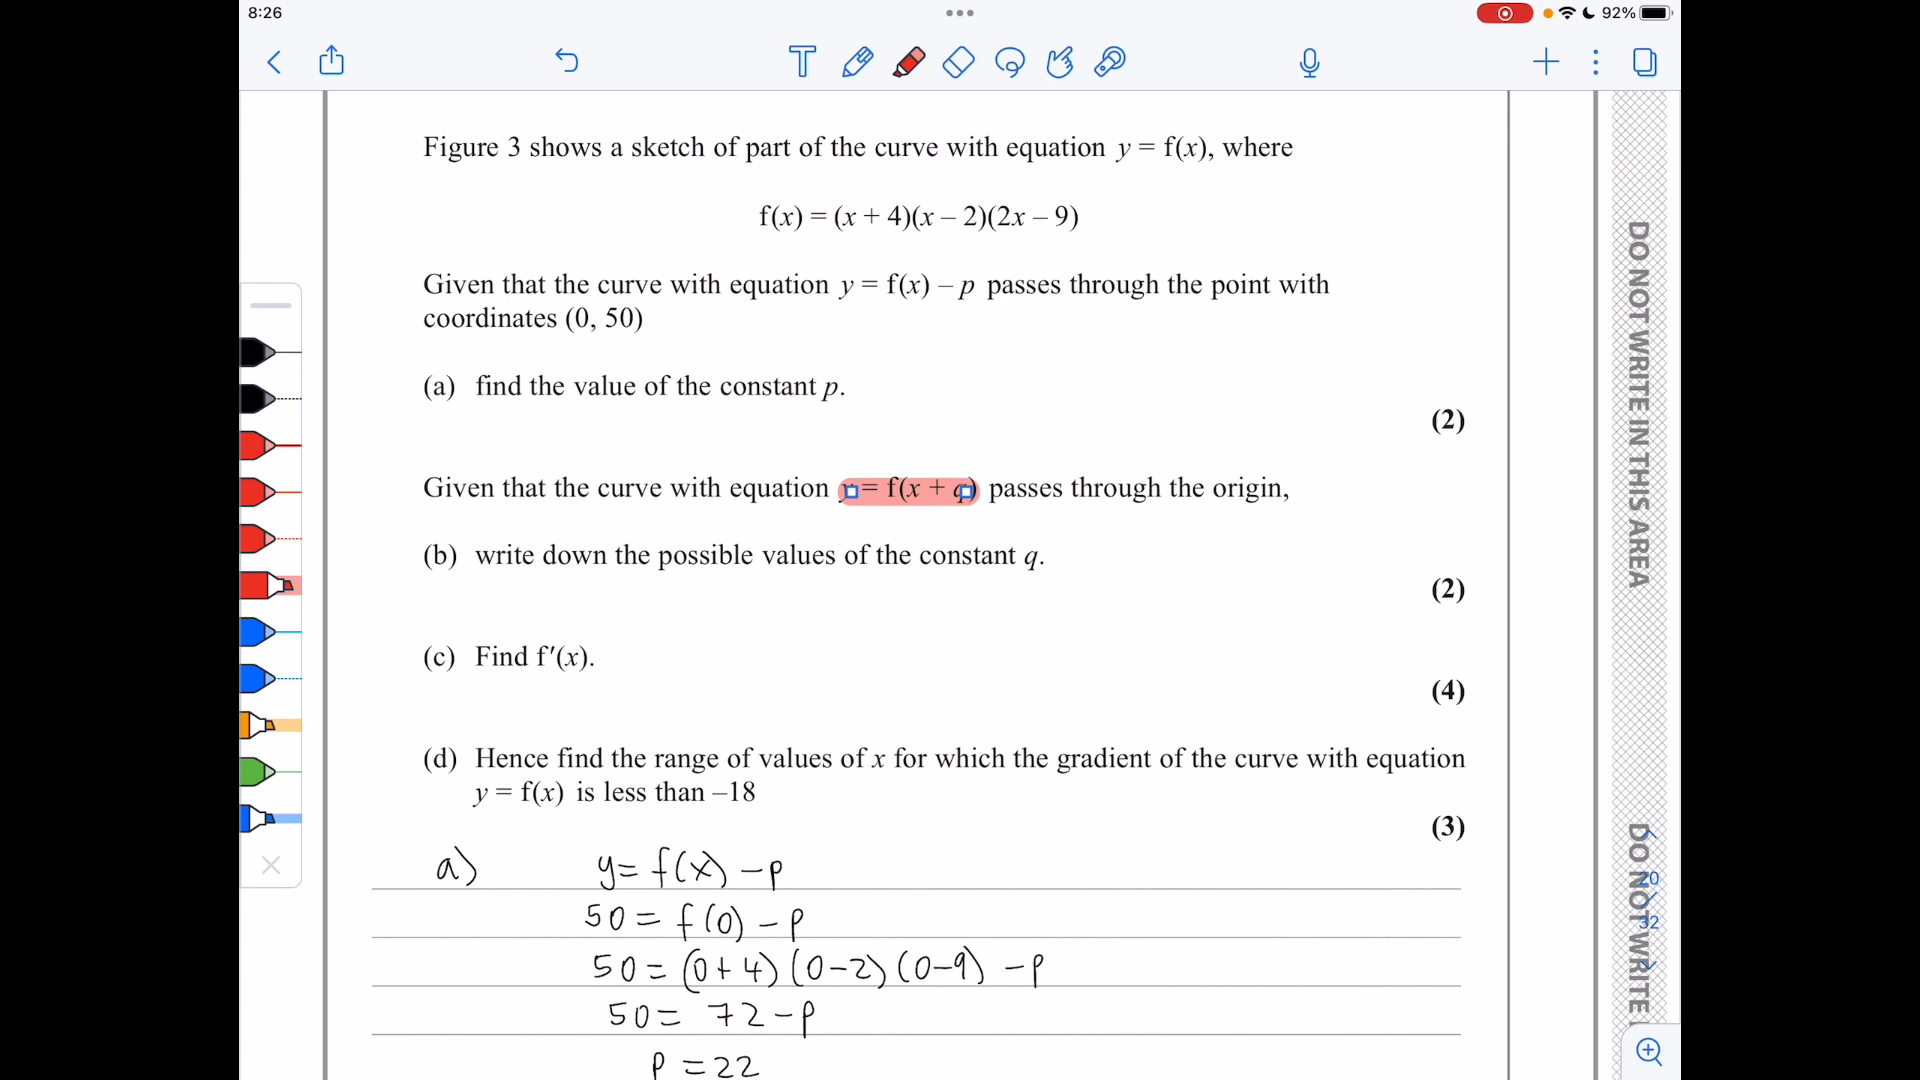 8:26
92%
T
Figure 3 shows a sketch of part of the curve with equation y = f(x), where
f(x) = (x + 4)(x – 2)(2x – 9)
Given that the curve with equation y = f(x) – p passes through the point with
coordinates (0, 50)
(a) find the value of the constant p.
(2)
Given that the curve with equation y = f(x + q) passes through the origin,
(b) write down the possible values of the constant q.
(2)
(c) Find f′(x).
(4)
(d) Hence find the range of values of x for which the gradient of the curve with equation
y = f(x) is less than –18
(3)
a) y = f(x) – p
50 = f(0) – p
50 = (0+4)(0–2)(0–9) – p
50 = 72 – p
p = 22
DO NOT WRITE IN THIS AREA
DO NOT WRITE
20
32